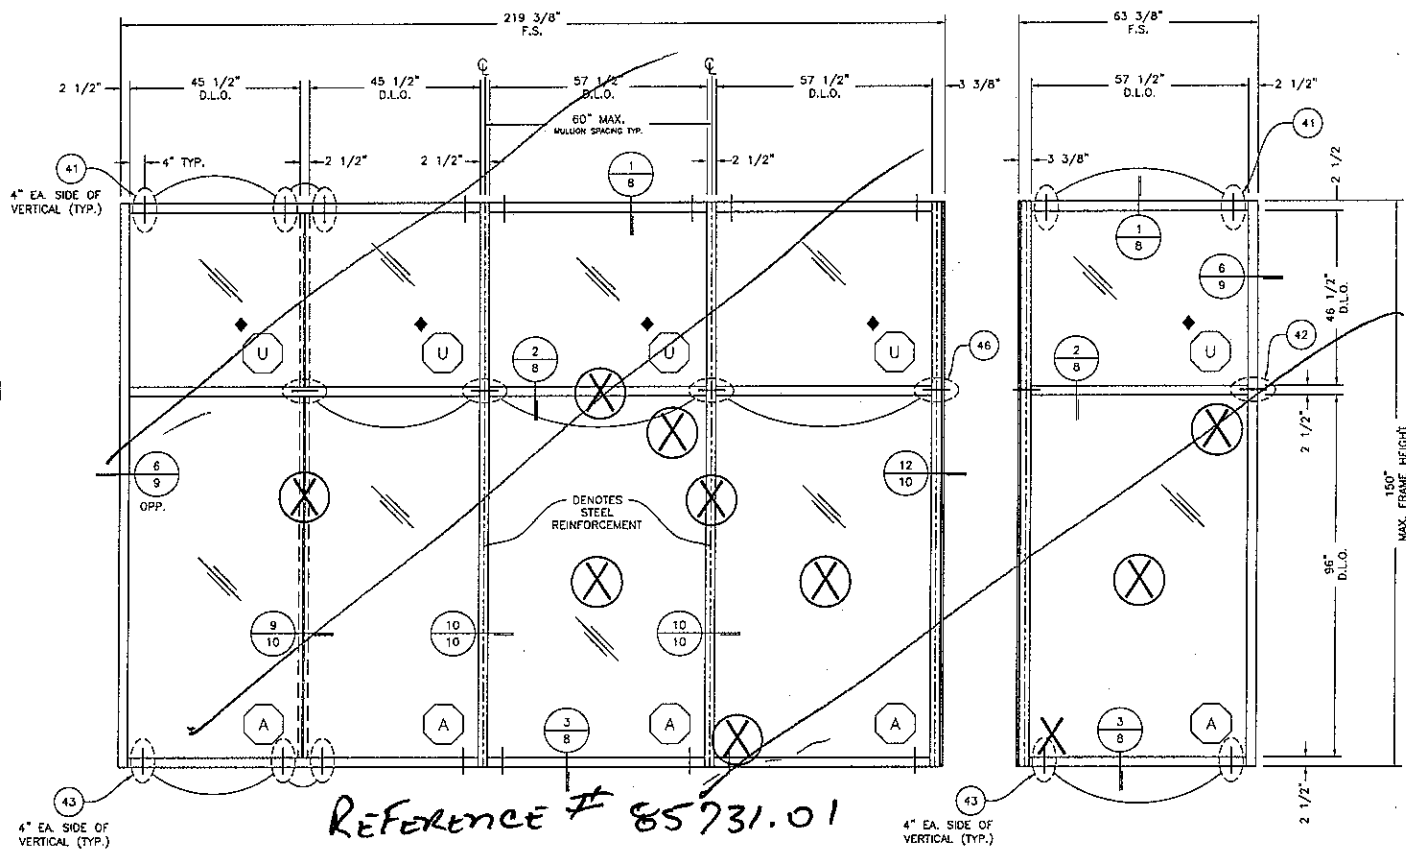 219 3/8"
F.S.
63 3/8"
F.S.
2 1/2"
45 1/2"
D.L.O.
45 1/2"
D.L.O.
℄
57 1/2"
D.L.O.
℄
57 1/2"
D.L.O.
3 3/8"
57 1/2"
D.L.O.
2 1/2"
60" MAX.
MULLION SPACING TYP.
41
4" TYP.
2 1/2"
2 1/2"
2 1/2"
3 3/8"
41
4" EA. SIDE OF
VERTICAL (TYP.)
1
8
1
8
2 1/2
6
9
46 1/2"
D.L.O.
U
U
2
8
U
U
46
2
8
U
42
X
X
X
2 1/2"
6
9
OPP.
X
DENOTES
STEEL
REINFORCEMENT
X
12
10
150"
MAX. FRAME HEIGHT
X
X
X
96"
D.L.O.
9
10
10
10
10
10
A
A
3
8
A
X
A
X
3
8
A
43
4" EA. SIDE OF
VERTICAL (TYP.)
REFERENCE # 85731.01
43
4" EA. SIDE OF
VERTICAL (TYP.)
2 1/2"